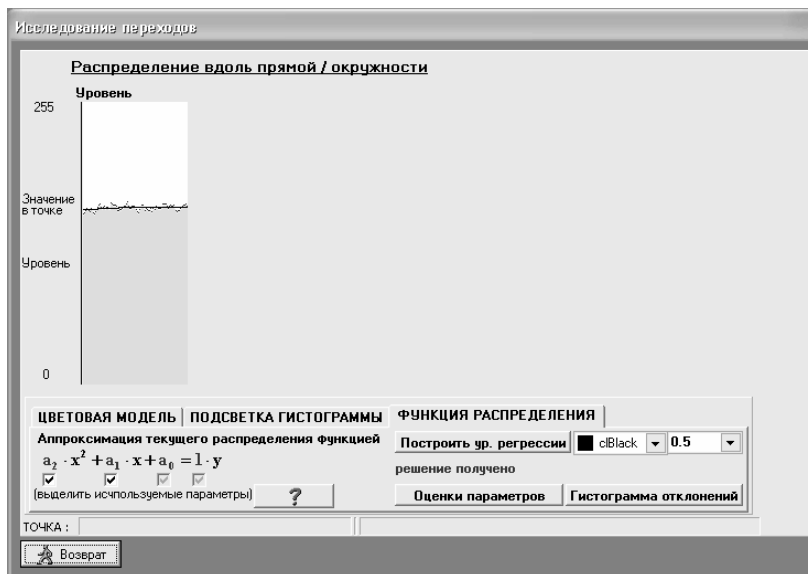 Исследование переходов
Распределение вдоль прямой / окружности
Уровень
255
Значение
в точке
Уровень
0
ЦВЕТОВАЯ МОДЕЛЬ ПОДСВЕТКА ГИСТОГРАММЫ ФУНКЦИЯ РАСПРЕДЕЛЕНИЯ
Аппроксимация текущего распределения функцией
a₂ · x² + a₁ · x + a₀ = 1 · y
(выделить исчпользуемые параметры) ?
Построить ур. регрессии clBlack 0.5
решение получено
Оценки параметров Гистограмма отклонений
ТОЧКА :
Возврат